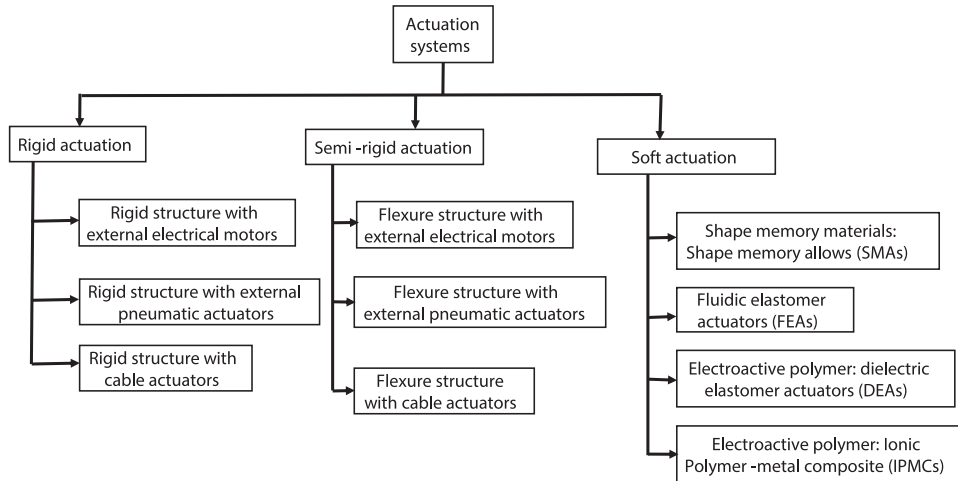 Actuation
systems
Rigid actuation
Rigid structure with
external electrical motors
Rigid structure with external
pneumatic actuators
Rigid structure with
cable actuators
Semi -rigid actuation
Flexure structure with
external electrical motors
Flexure structure with
external pneumatic actuators
Flexure structure
with cable actuators
Soft actuation
Shape memory materials:
Shape memory allows (SMAs)
Fluidic elastomer
actuators (FEAs)
Electroactive polymer: dielectric
elastomer actuators (DEAs)
Electroactive polymer: Ionic
Polymer -metal composite (IPMCs)